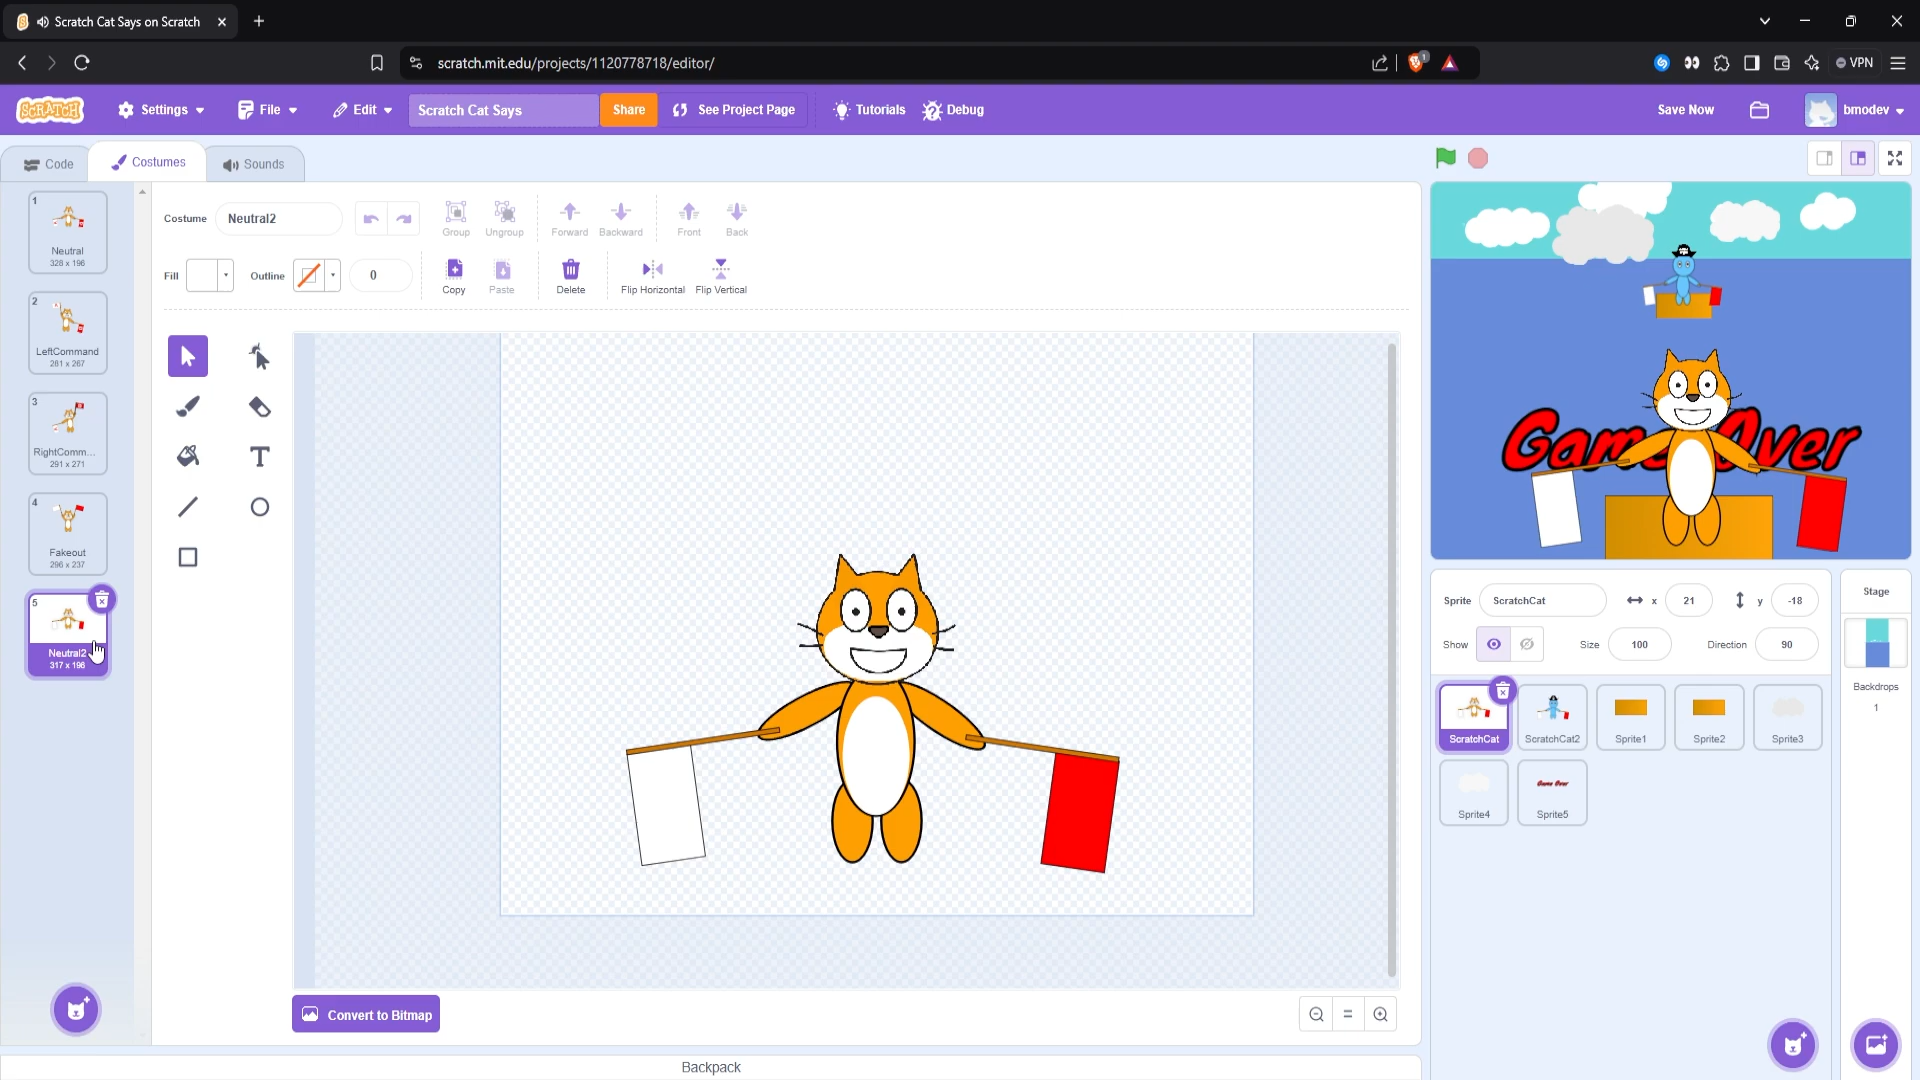 Scratch Cat Says on Scratch
scratch.mit.edu/projects/1120778718/editor/
1
VPN
SCRATCH
Settings
File
Edit
Scratch Cat Says
Share
See Project Page
Tutorials
Debug
Save Now
bmodev
Code
Costumes
Sounds
Costume
Neutral2
Group
Ungroup
Forward
Backward
Front
Back
Fill
Outline
0
Copy
Paste
Delete
Flip Horizontal
Flip Vertical
1
Neutral
328 x 196
2
LeftCommand
281 x 267
3
RightComm...
291 x 271
4
Fakeout
296 x 237
5
Neutral2
317 x 196
Convert to Bitmap
Backpack
Game Over
Sprite
ScratchCat
x
21
y
-18
Show
Size
100
Direction
90
Stage
Backdrops
1
ScratchCat
ScratchCat2
Sprite1
Sprite2
Sprite3
Sprite4
Game Over
Sprite5